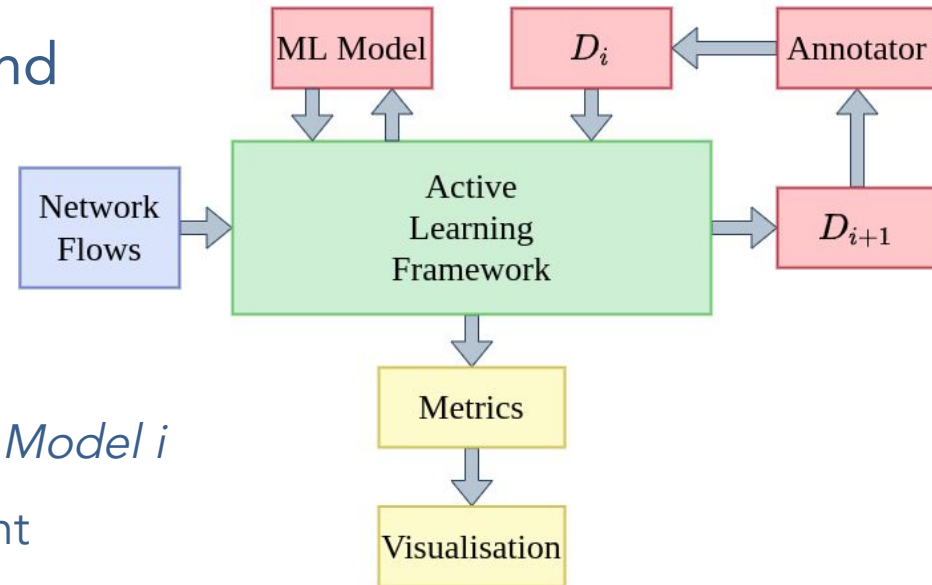 nd
ML Model
D_i
Annotator
Network
Flows
Active
Learning
Framework
D_{i+1}
Metrics
Model i
nt
Visualisation